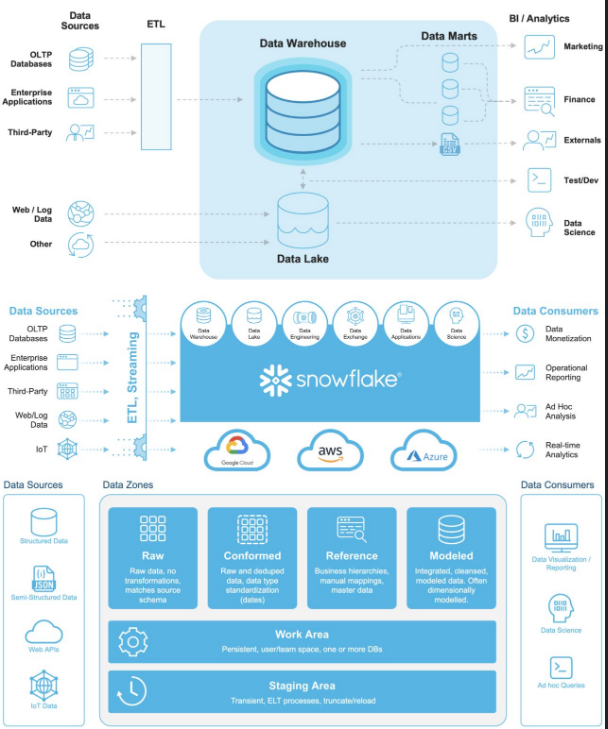 Data
Sources
ETL
Data Warehouse
Data Marts
BI / Analytics
OLTP
Databases
Enterprise
Applications
Third-Party
Web / Log
Data
Other
CSV
Data Lake
Marketing
Finance
Externals
Test/Dev
Data
Science
Data Sources
OLTP
Databases
Enterprise
Applications
Third-Party
Web/Log
Data
IoT
ETL, Streaming
Data
Warehouse
Data
Lake
Data
Engineering
Data
Exchange
Data
Applications
Data
Science
snowflake®
Google Cloud
aws
Azure
Data Consumers
Data
Monetization
Operational
Reporting
Ad Hoc
Analysis
Real-time
Analytics
Data Sources
Structured Data
{;}
JSON
Semi-Structured Data
Web APIs
IoT Data
Data Zones
Raw
Raw data, no
transformations,
matches source
schema
Conformed
Raw and deduped
data, data type
standardization
(dates)
Reference
Business hierarchies,
manual mappings,
master data
Modeled
Integrated, cleansed,
modeled data. Often
dimensionally
modelled.
Work Area
Persistent, user/team space, one or more DBs
Staging Area
Transient, ELT processes, truncate/reload
Data Consumers
Data Visualization /
Reporting
Data Science
Ad hoc Queries